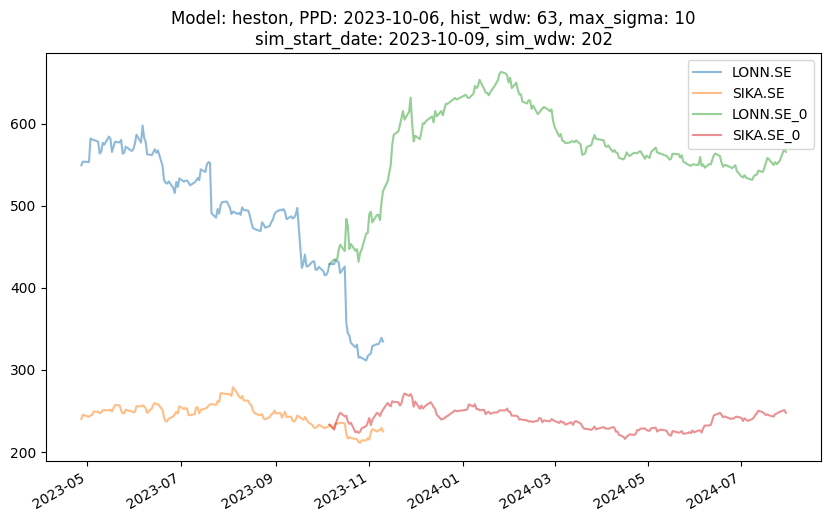 Model: heston, PPD: 2023-10-06, hist_wdw: 63, max_sigma: 10
sim_start_date: 2023-10-09, sim_wdw: 202
LONN.SE
SIKA.SE
LONN.SE_0
SIKA.SE_0
600
500
400
300
200
2023-05
2023-07
2023-09
2023-11
2024-01
2024-03
2024-05
2024-07